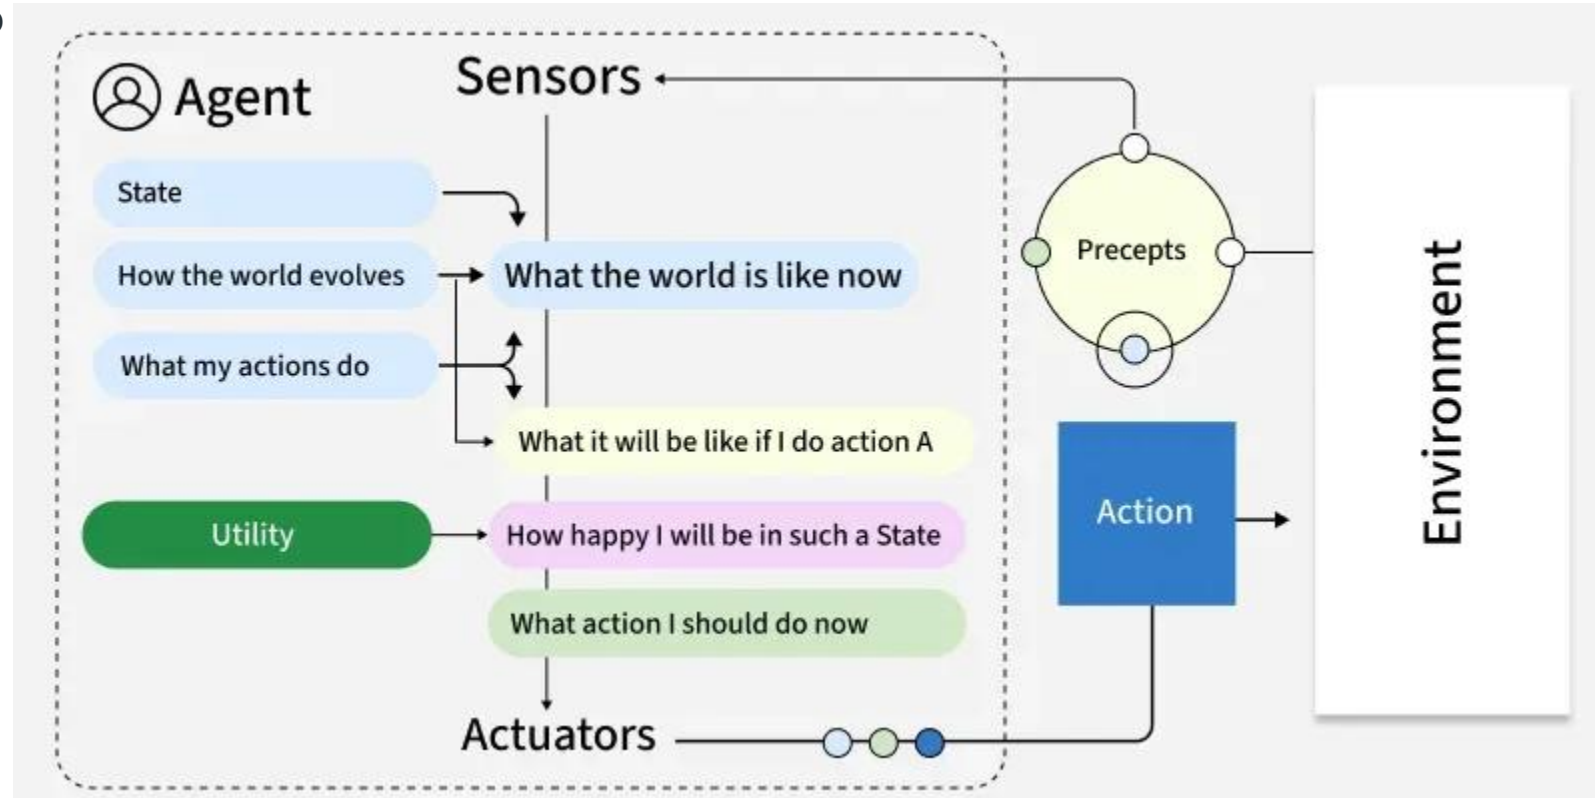 Agent
Sensors
State
How the world evolves
What the world is like now
What my actions do
What it will be like if I do action A
Utility
How happy I will be in such a State
What action I should do now
Actuators
Precepts
Action
Environment